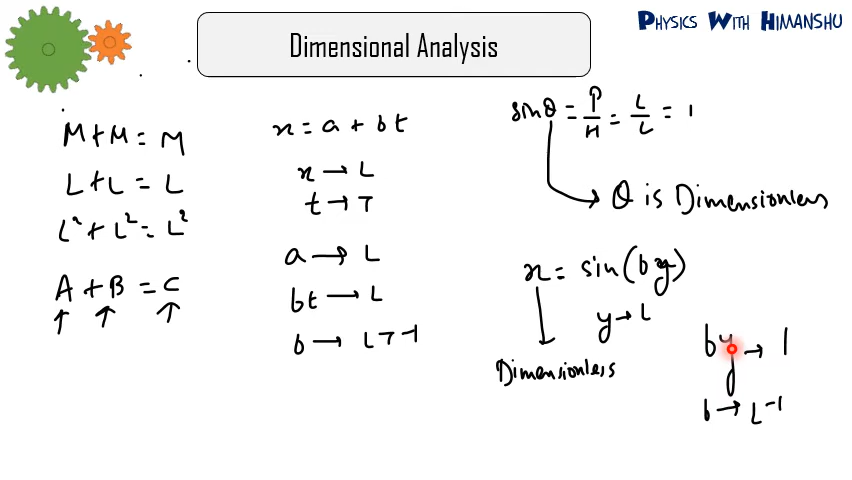 PHYSICS WITH HIMANSHU
Dimensional Analysis
M + M = M
L + L = L
L² + L² = L²
A + B = C
x = a + bt
x → L
t → T
a → L
bt → L
b → LT⁻¹
sinθ = P/H = L/L = 1
θ is Dimensionless
x = sin(by)
y → L
Dimensionless
by → 1
b → L⁻¹